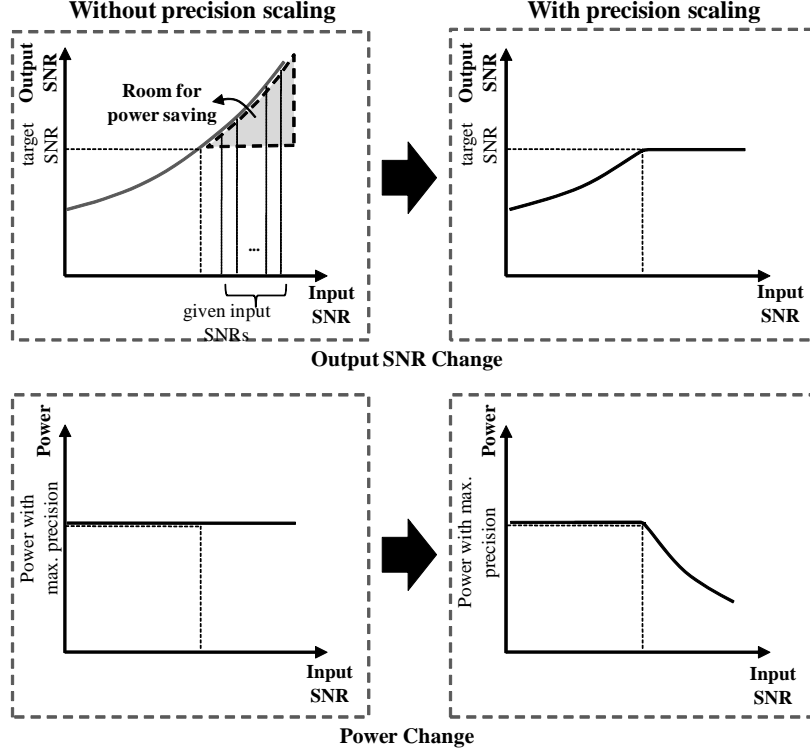 Without precision scaling
With precision scaling
Output
SNR
target
SNR
Room for
power saving
...
Input
SNR
given input
SNRs
Output
SNR
target
SNR
Input
SNR
Output SNR Change
Power
Power with
max. precision
Input
SNR
Power
Power with max.
precision
Input
SNR
Power Change